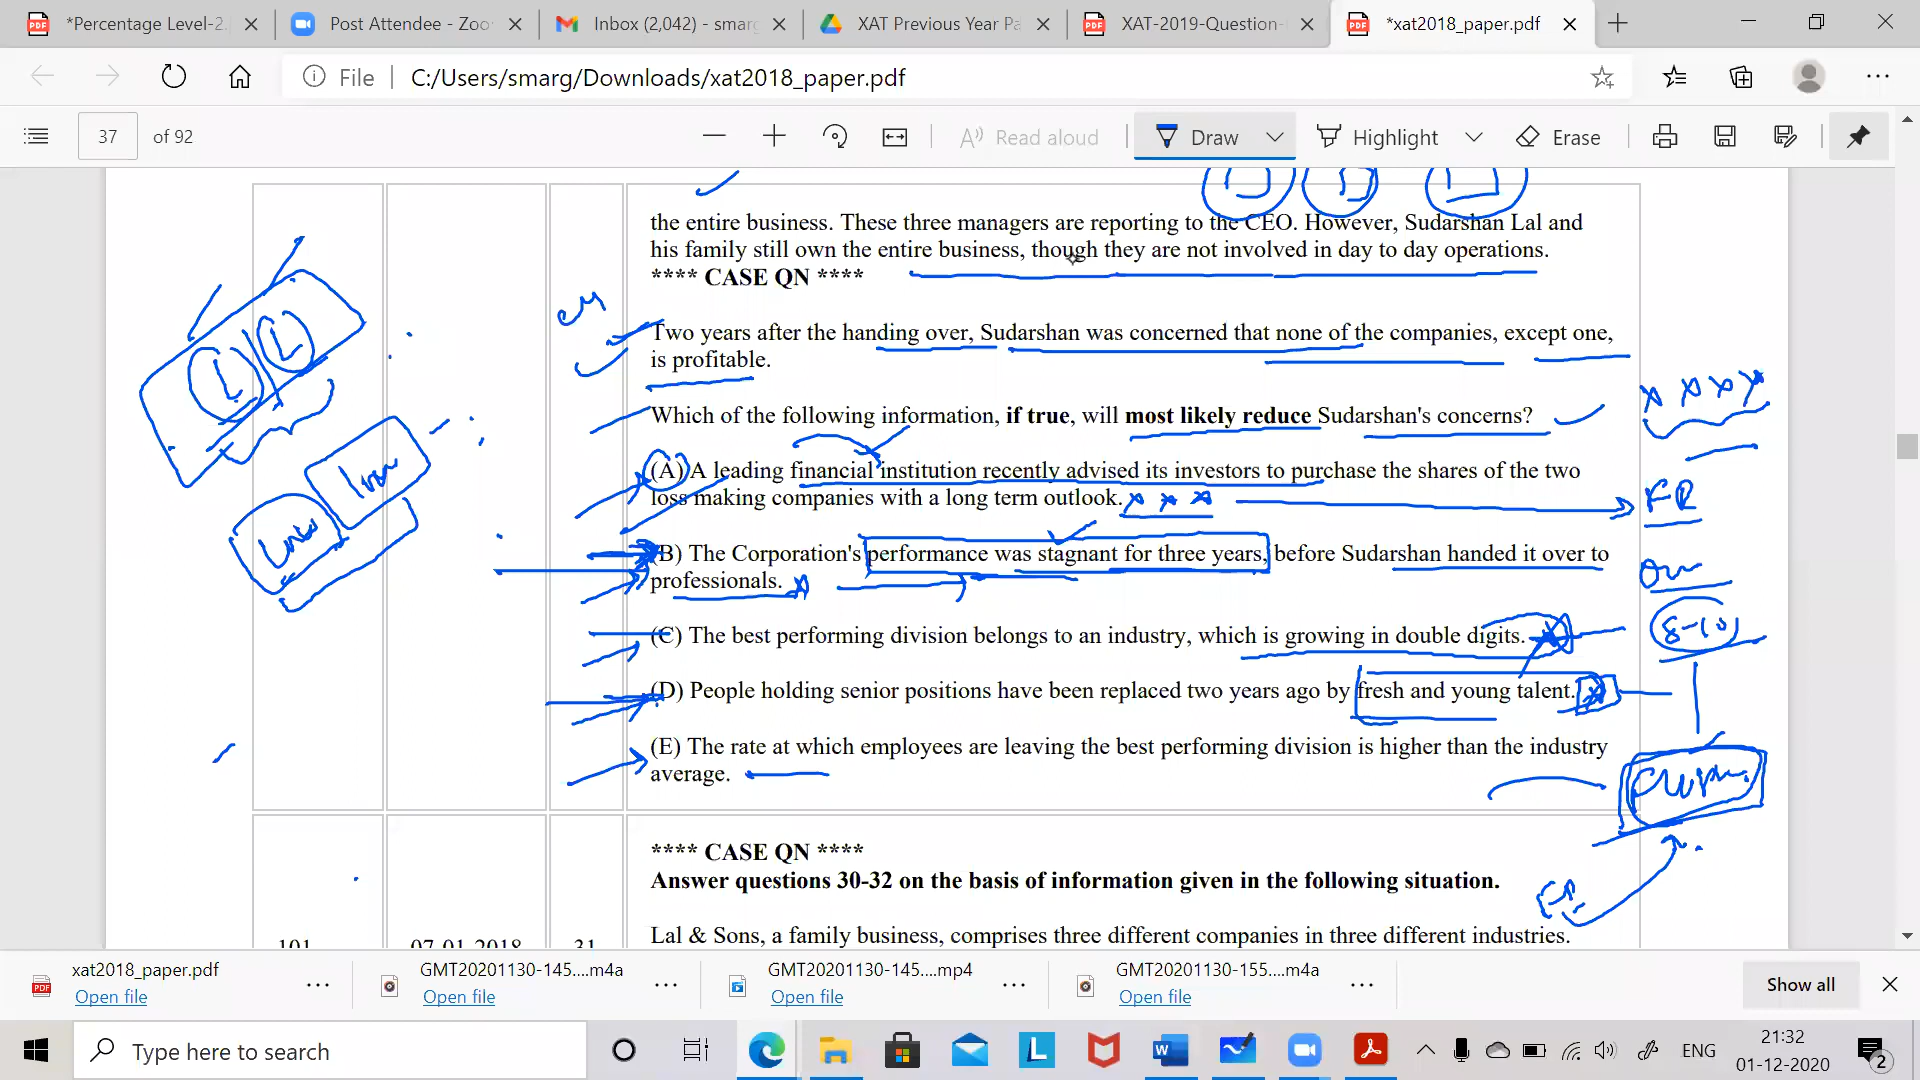 *Percentage Level-2.
Post Attendee - Zoo
Inbox (2,042) - smarg
XAT Previous Year Pa
XAT-2019-Question-
*xat2018_paper.pdf
File
C:/Users/smarg/Downloads/xat2018_paper.pdf
37
of 92
Read aloud
Draw
Highlight
Erase
the entire business. These three managers are reporting to the CEO. However, Sudarshan Lal and
his family still own the entire business, though they are not involved in day to day operations.
**** CASE QN ****
Two years after the handing over, Sudarshan was concerned that none of the companies, except one,
is profitable.
Which of the following information, if true, will most likely reduce Sudarshan's concerns?
(A) A leading financial institution recently advised its investors to purchase the shares of the two
loss making companies with a long term outlook.
FR
(B) The Corporation's performance was stagnant for three years, before Sudarshan handed it over to
professionals.
(C) The best performing division belongs to an industry, which is growing in double digits.
8-10
(D) People holding senior positions have been replaced two years ago by fresh and young talent.
(E) The rate at which employees are leaving the best performing division is higher than the industry
average.
**** CASE QN ****
Answer questions 30-32 on the basis of information given in the following situation.
Lal & Sons, a family business, comprises three different companies in three different industries.
101
07-01-2018
31
xat2018_paper.pdf
Open file
GMT20201130-145....m4a
Open file
GMT20201130-145....mp4
Open file
GMT20201130-155....m4a
Open file
Show all
Type here to search
ENG
21:32
01-12-2020
2